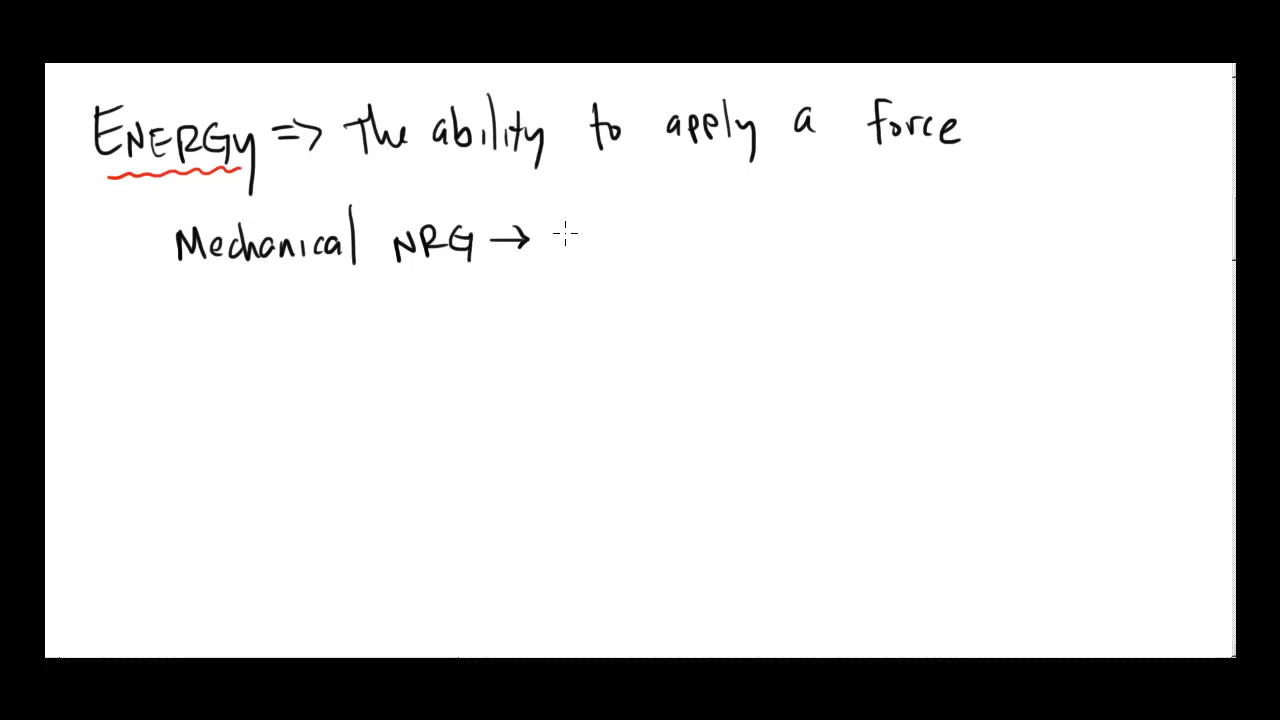 ENERGy => The ability to apply a force
Mechanical NRG →